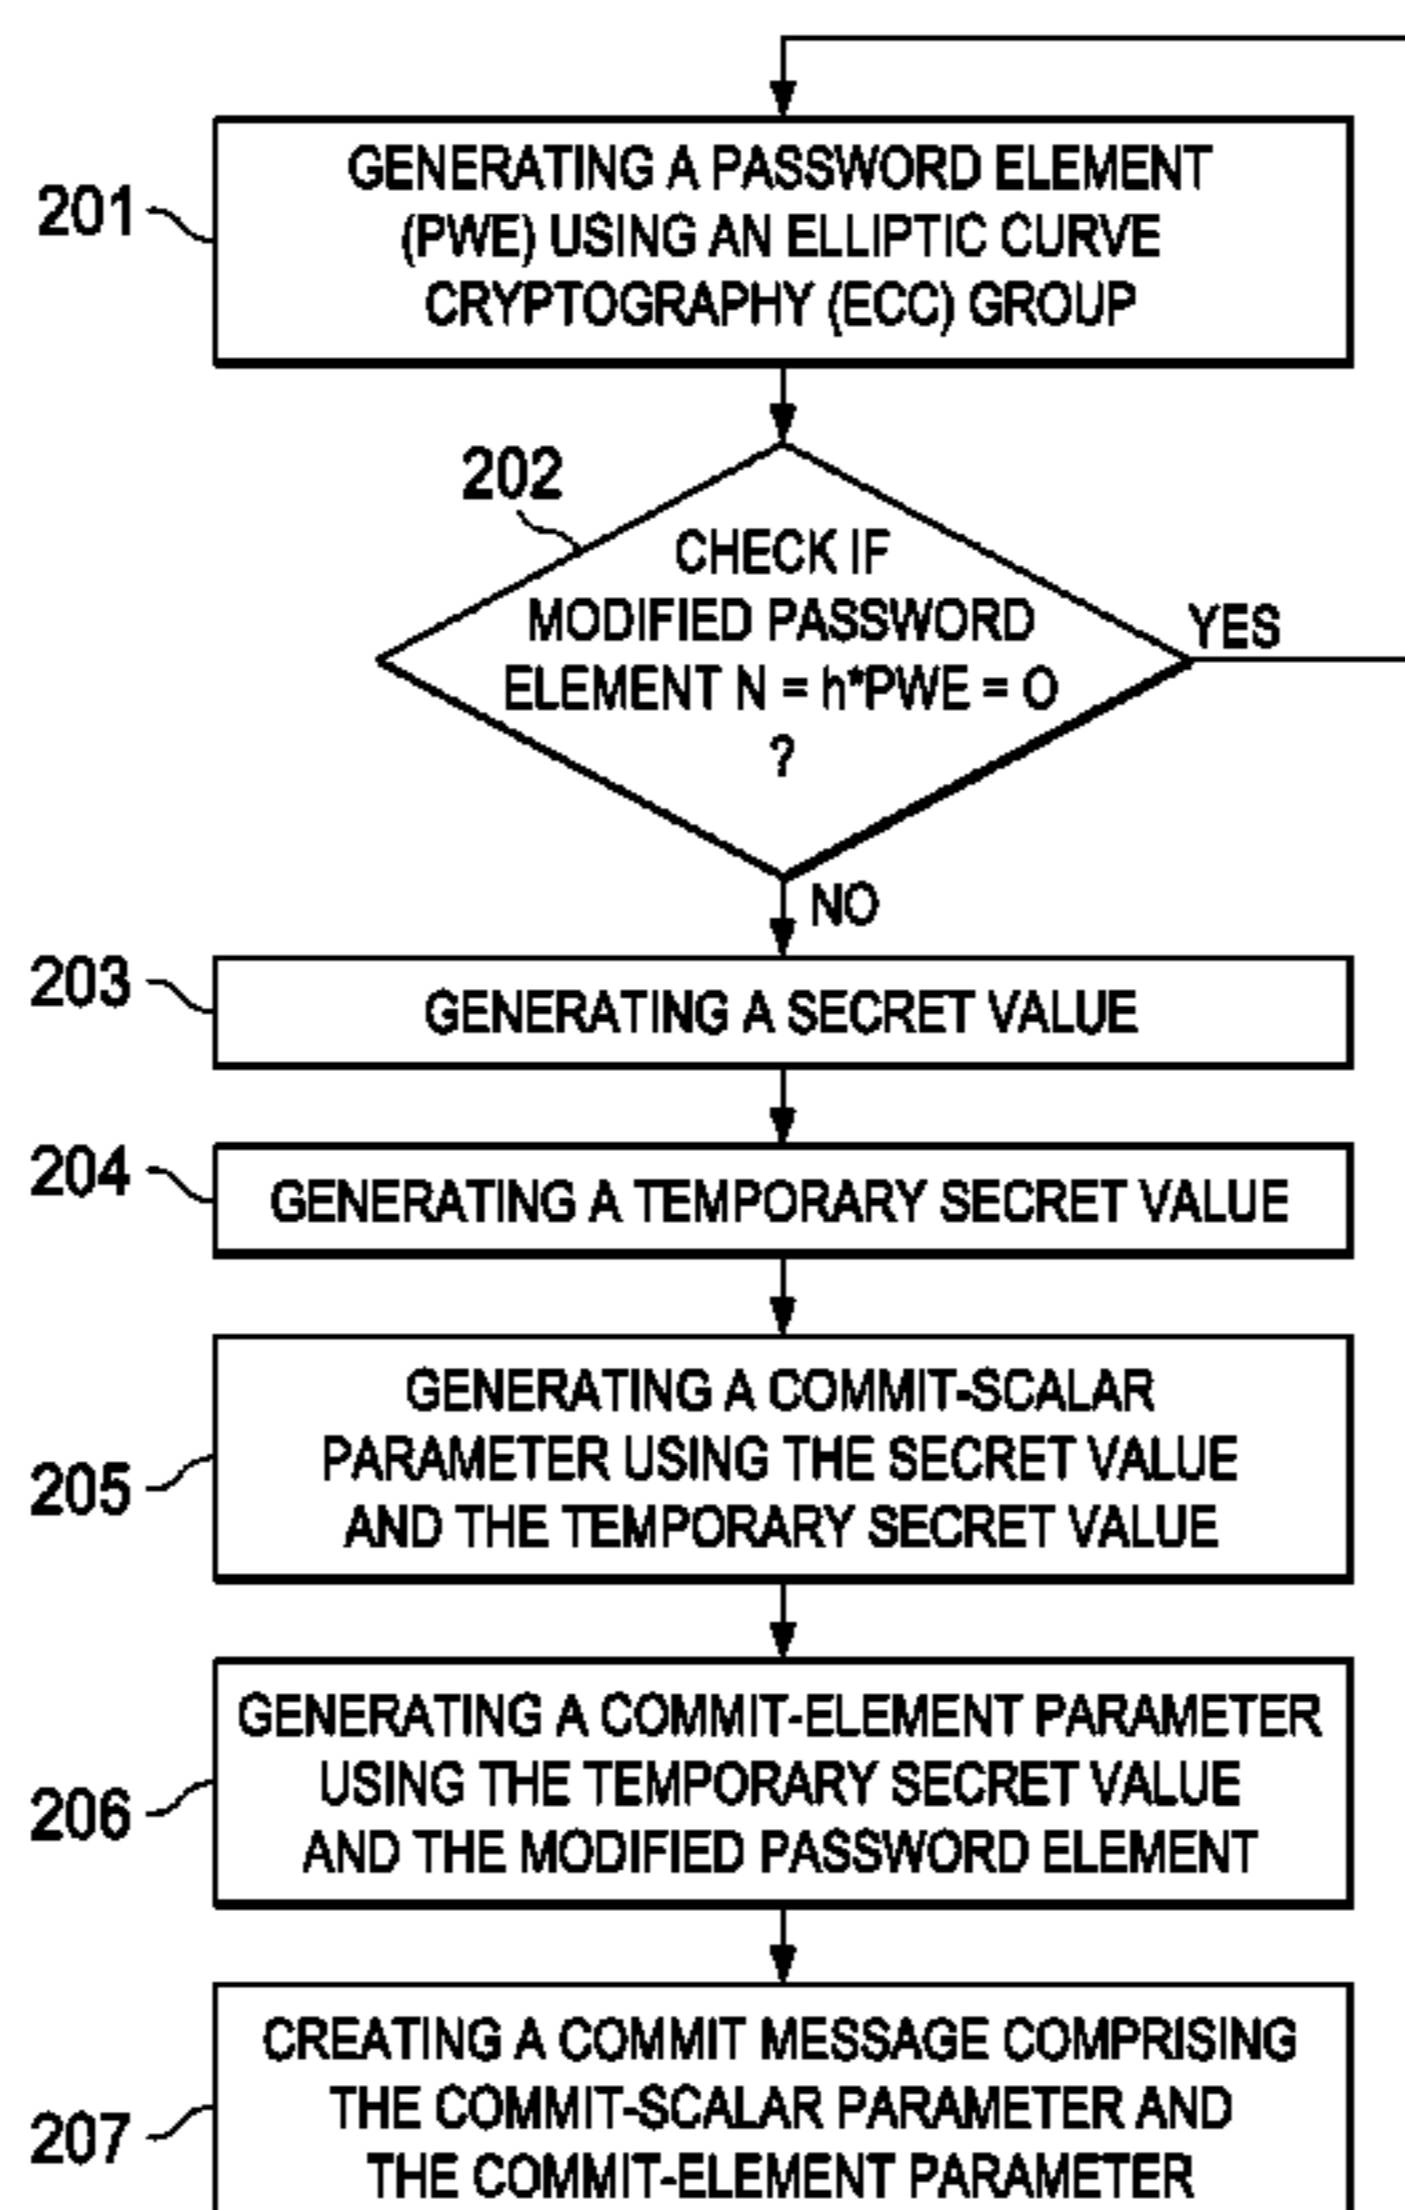 201
GENERATING A PASSWORD ELEMENT
(PWE) USING AN ELLIPTIC CURVE
CRYPTOGRAPHY (ECC) GROUP
202
CHECK IF
MODIFIED PASSWORD
ELEMENT N = h*PWE = O
?
YES
NO
203
GENERATING A SECRET VALUE
204
GENERATING A TEMPORARY SECRET VALUE
205
GENERATING A COMMIT-SCALAR
PARAMETER USING THE SECRET VALUE
AND THE TEMPORARY SECRET VALUE
206
GENERATING A COMMIT-ELEMENT PARAMETER
USING THE TEMPORARY SECRET VALUE
AND THE MODIFIED PASSWORD ELEMENT
207
CREATING A COMMIT MESSAGE COMPRISING
THE COMMIT-SCALAR PARAMETER AND
THE COMMIT-ELEMENT PARAMETER